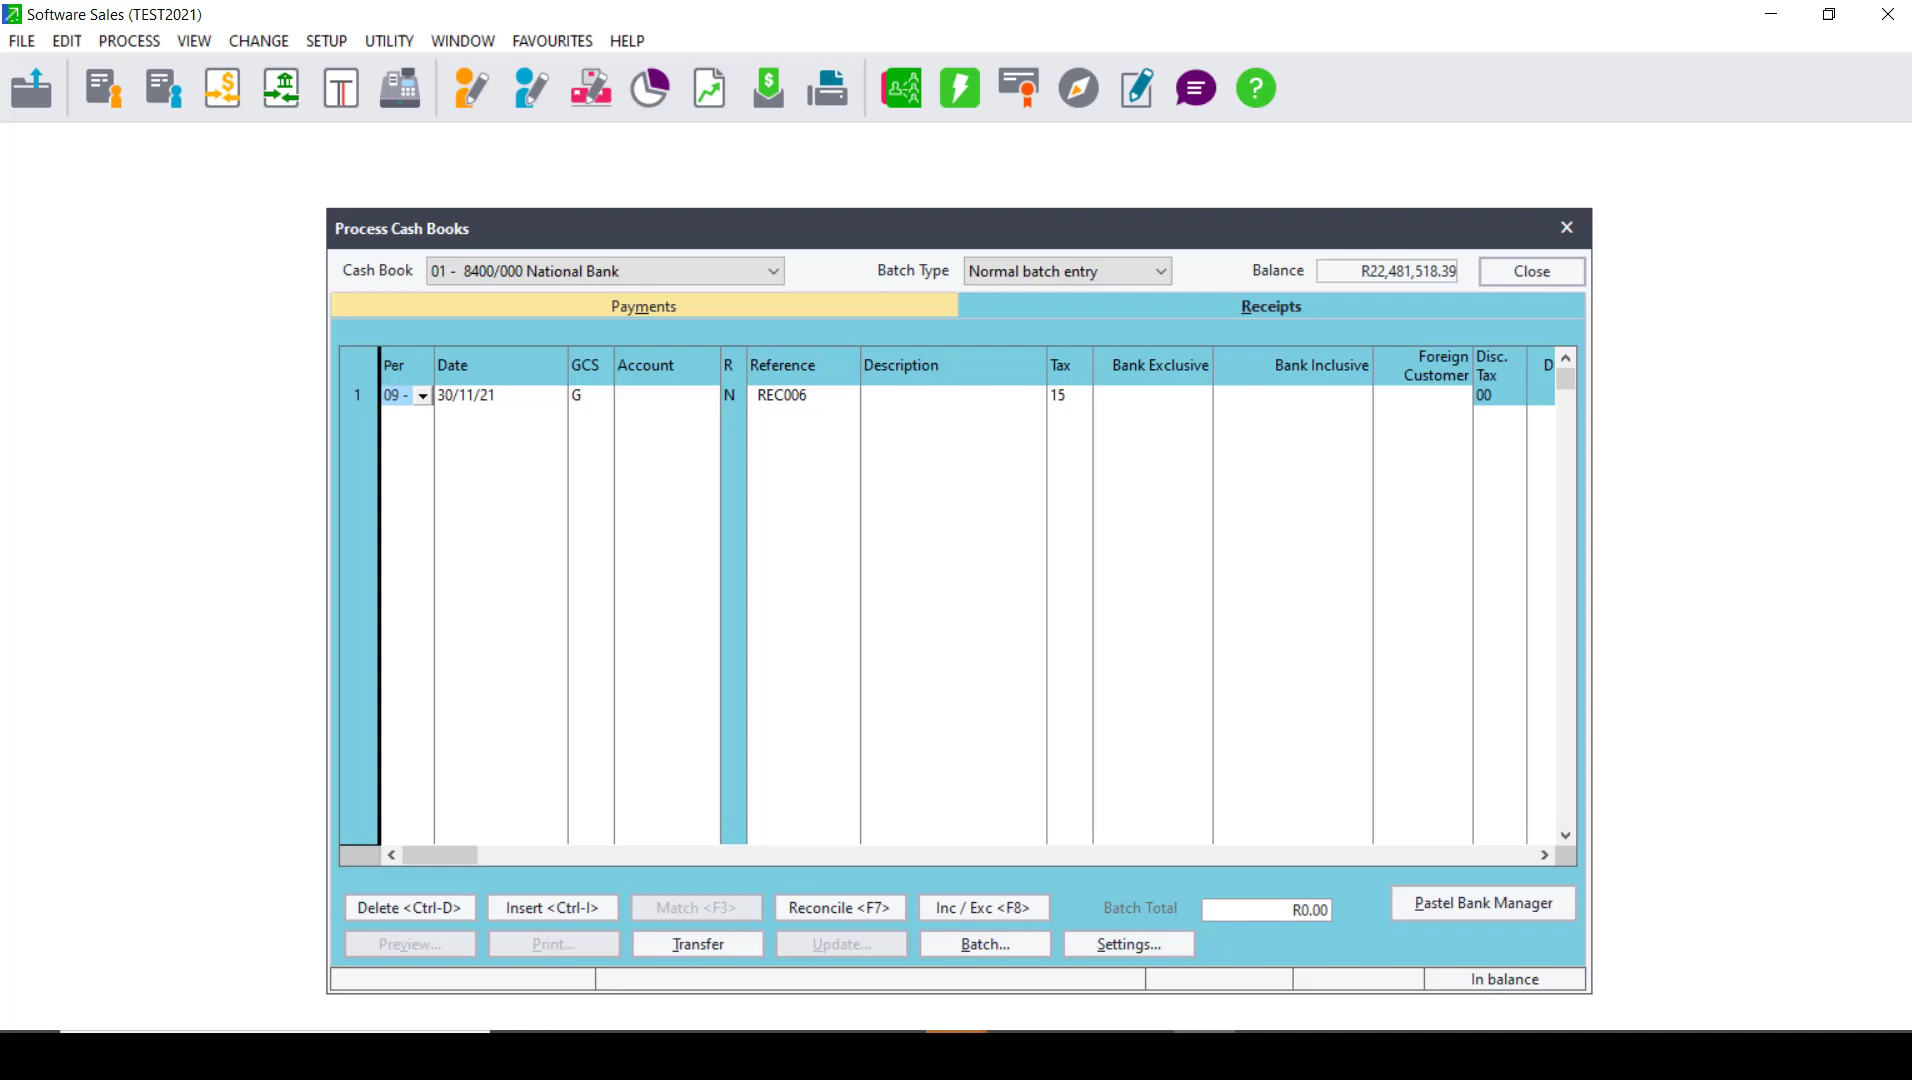 Software Sales (TEST2021)
FILE EDIT PROCESS VIEW CHANGE SETUP UTILITY WINDOW FAVOURITES HELP
Process Cash Books
Cash Book 01 - 8400/000 National Bank Batch Type Normal batch entry Balance R22,481,518.39 Close
Payments Receipts
Per Date GCS Account R Reference Description Tax Bank Exclusive Bank Inclusive Foreign Customer Disc. Tax D
1 09 - 30/11/21 G N REC006 15 00
Delete <Ctrl-D> Insert <Ctrl-I> Match <F3> Reconcile <F7> Inc / Exc <F8> Batch Total R0.00 Pastel Bank Manager
Preview... Print... Transfer Update... Batch... Settings...
In balance